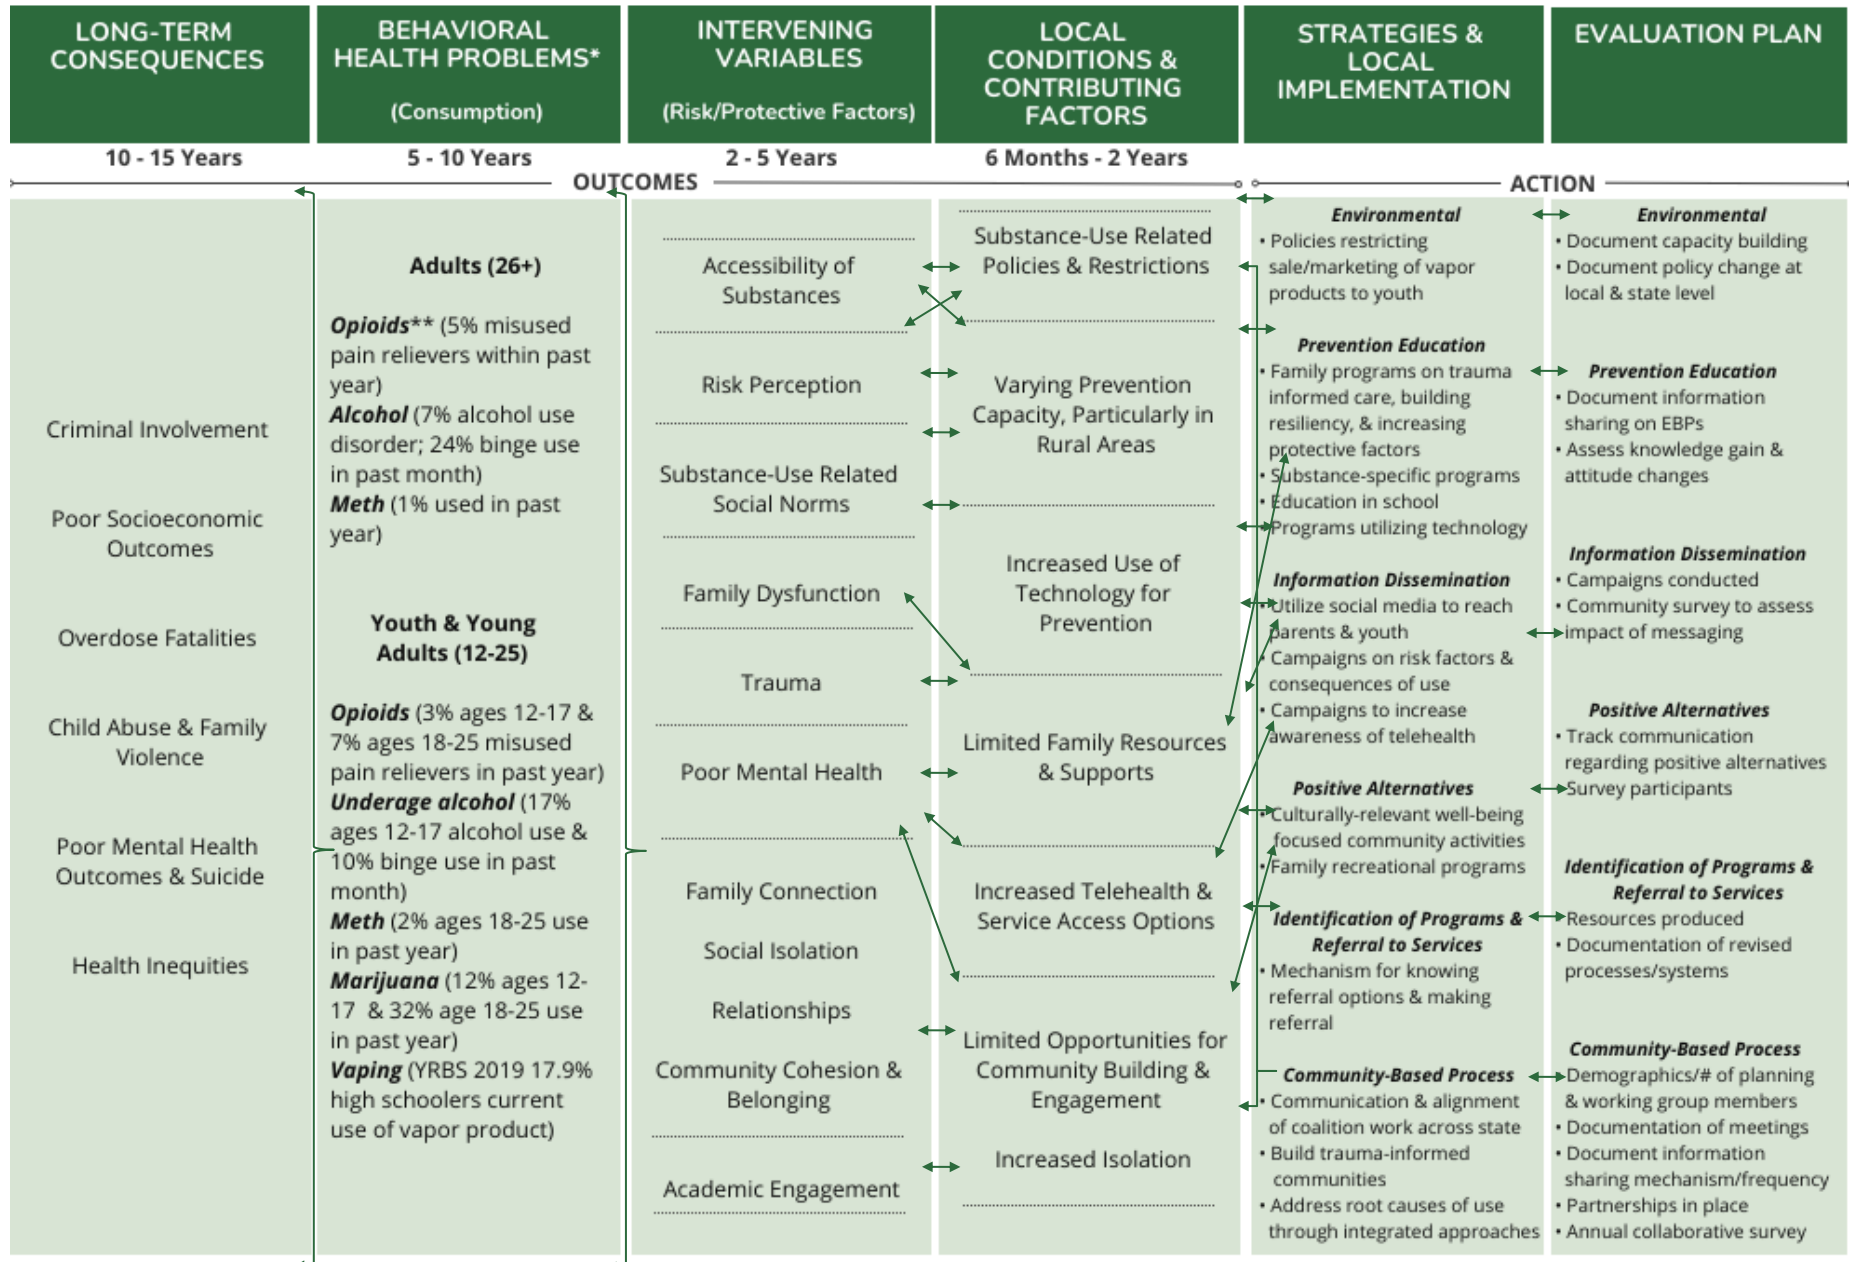 LONG-TERM
CONSEQUENCES
BEHAVIORAL
HEALTH PROBLEMS*
(Consumption)
INTERVENING
VARIABLES
(Risk/Protective Factors)
LOCAL
CONDITIONS &
CONTRIBUTING
FACTORS
STRATEGIES &
LOCAL
IMPLEMENTATION
EVALUATION PLAN
10 - 15 Years
5 - 10 Years
2 - 5 Years
6 Months - 2 Years
OUTCOMES
ACTION
Criminal Involvement
Poor Socioeconomic
Outcomes
Overdose Fatalities
Child Abuse & Family
Violence
Poor Mental Health
Outcomes & Suicide
Health Inequities
Adults (26+)
Opioids** (5% misused
pain relievers within past
year)
Alcohol (7% alcohol use
disorder; 24% binge use
in past month)
Meth (1% used in past
year)
Youth & Young
Adults (12-25)
Opioids (3% ages 12-17 &
7% ages 18-25 misused
pain relievers in past year)
Underage alcohol (17%
ages 12-17 alcohol use &
10% binge use in past
month)
Meth (2% ages 18-25 use
in past year)
Marijuana (12% ages 12-
17 & 32% age 18-25 use
in past year)
Vaping (YRBS 2019 17.9%
high schoolers current
use of vapor product)
Accessibility of
Substances
Risk Perception
Substance-Use Related
Social Norms
Family Dysfunction
Trauma
Poor Mental Health
Family Connection
Social Isolation
Relationships
Community Cohesion &
Belonging
Academic Engagement
Substance-Use Related
Policies & Restrictions
Varying Prevention
Capacity, Particularly in
Rural Areas
Increased Use of
Technology for
Prevention
Limited Family Resources
& Supports
Increased Telehealth &
Service Access Options
Limited Opportunities for
Community Building &
Engagement
Increased Isolation
Environmental
• Policies restricting
sale/marketing of vapor
products to youth
Prevention Education
• Family programs on trauma
informed care, building
resiliency, & increasing
protective factors
• Substance-specific programs
• Education in school
• Programs utilizing technology
Information Dissemination
• Utilize social media to reach
parents & youth
• Campaigns on risk factors &
consequences of use
• Campaigns to increase
awareness of telehealth
Positive Alternatives
• Culturally-relevant well-being
focused community activities
• Family recreational programs
Identification of Programs &
Referral to Services
• Mechanism for knowing
referral options & making
referral
Community-Based Process
• Communication & alignment
of coalition work across state
• Build trauma-informed
communities
• Address root causes of use
through integrated approaches
Environmental
• Document capacity building
• Document policy change at
local & state level
Prevention Education
• Document information
sharing on EBPs
• Assess knowledge gain &
attitude changes
Information Dissemination
• Campaigns conducted
• Community survey to assess
impact of messaging
Positive Alternatives
• Track communication
regarding positive alternatives
• Survey participants
Identification of Programs &
Referral to Services
• Resources produced
• Documentation of revised
processes/systems
Community-Based Process
• Demographics/# of planning
& working group members
• Documentation of meetings
• Document information
sharing mechanism/frequency
• Partnerships in place
• Annual collaborative survey